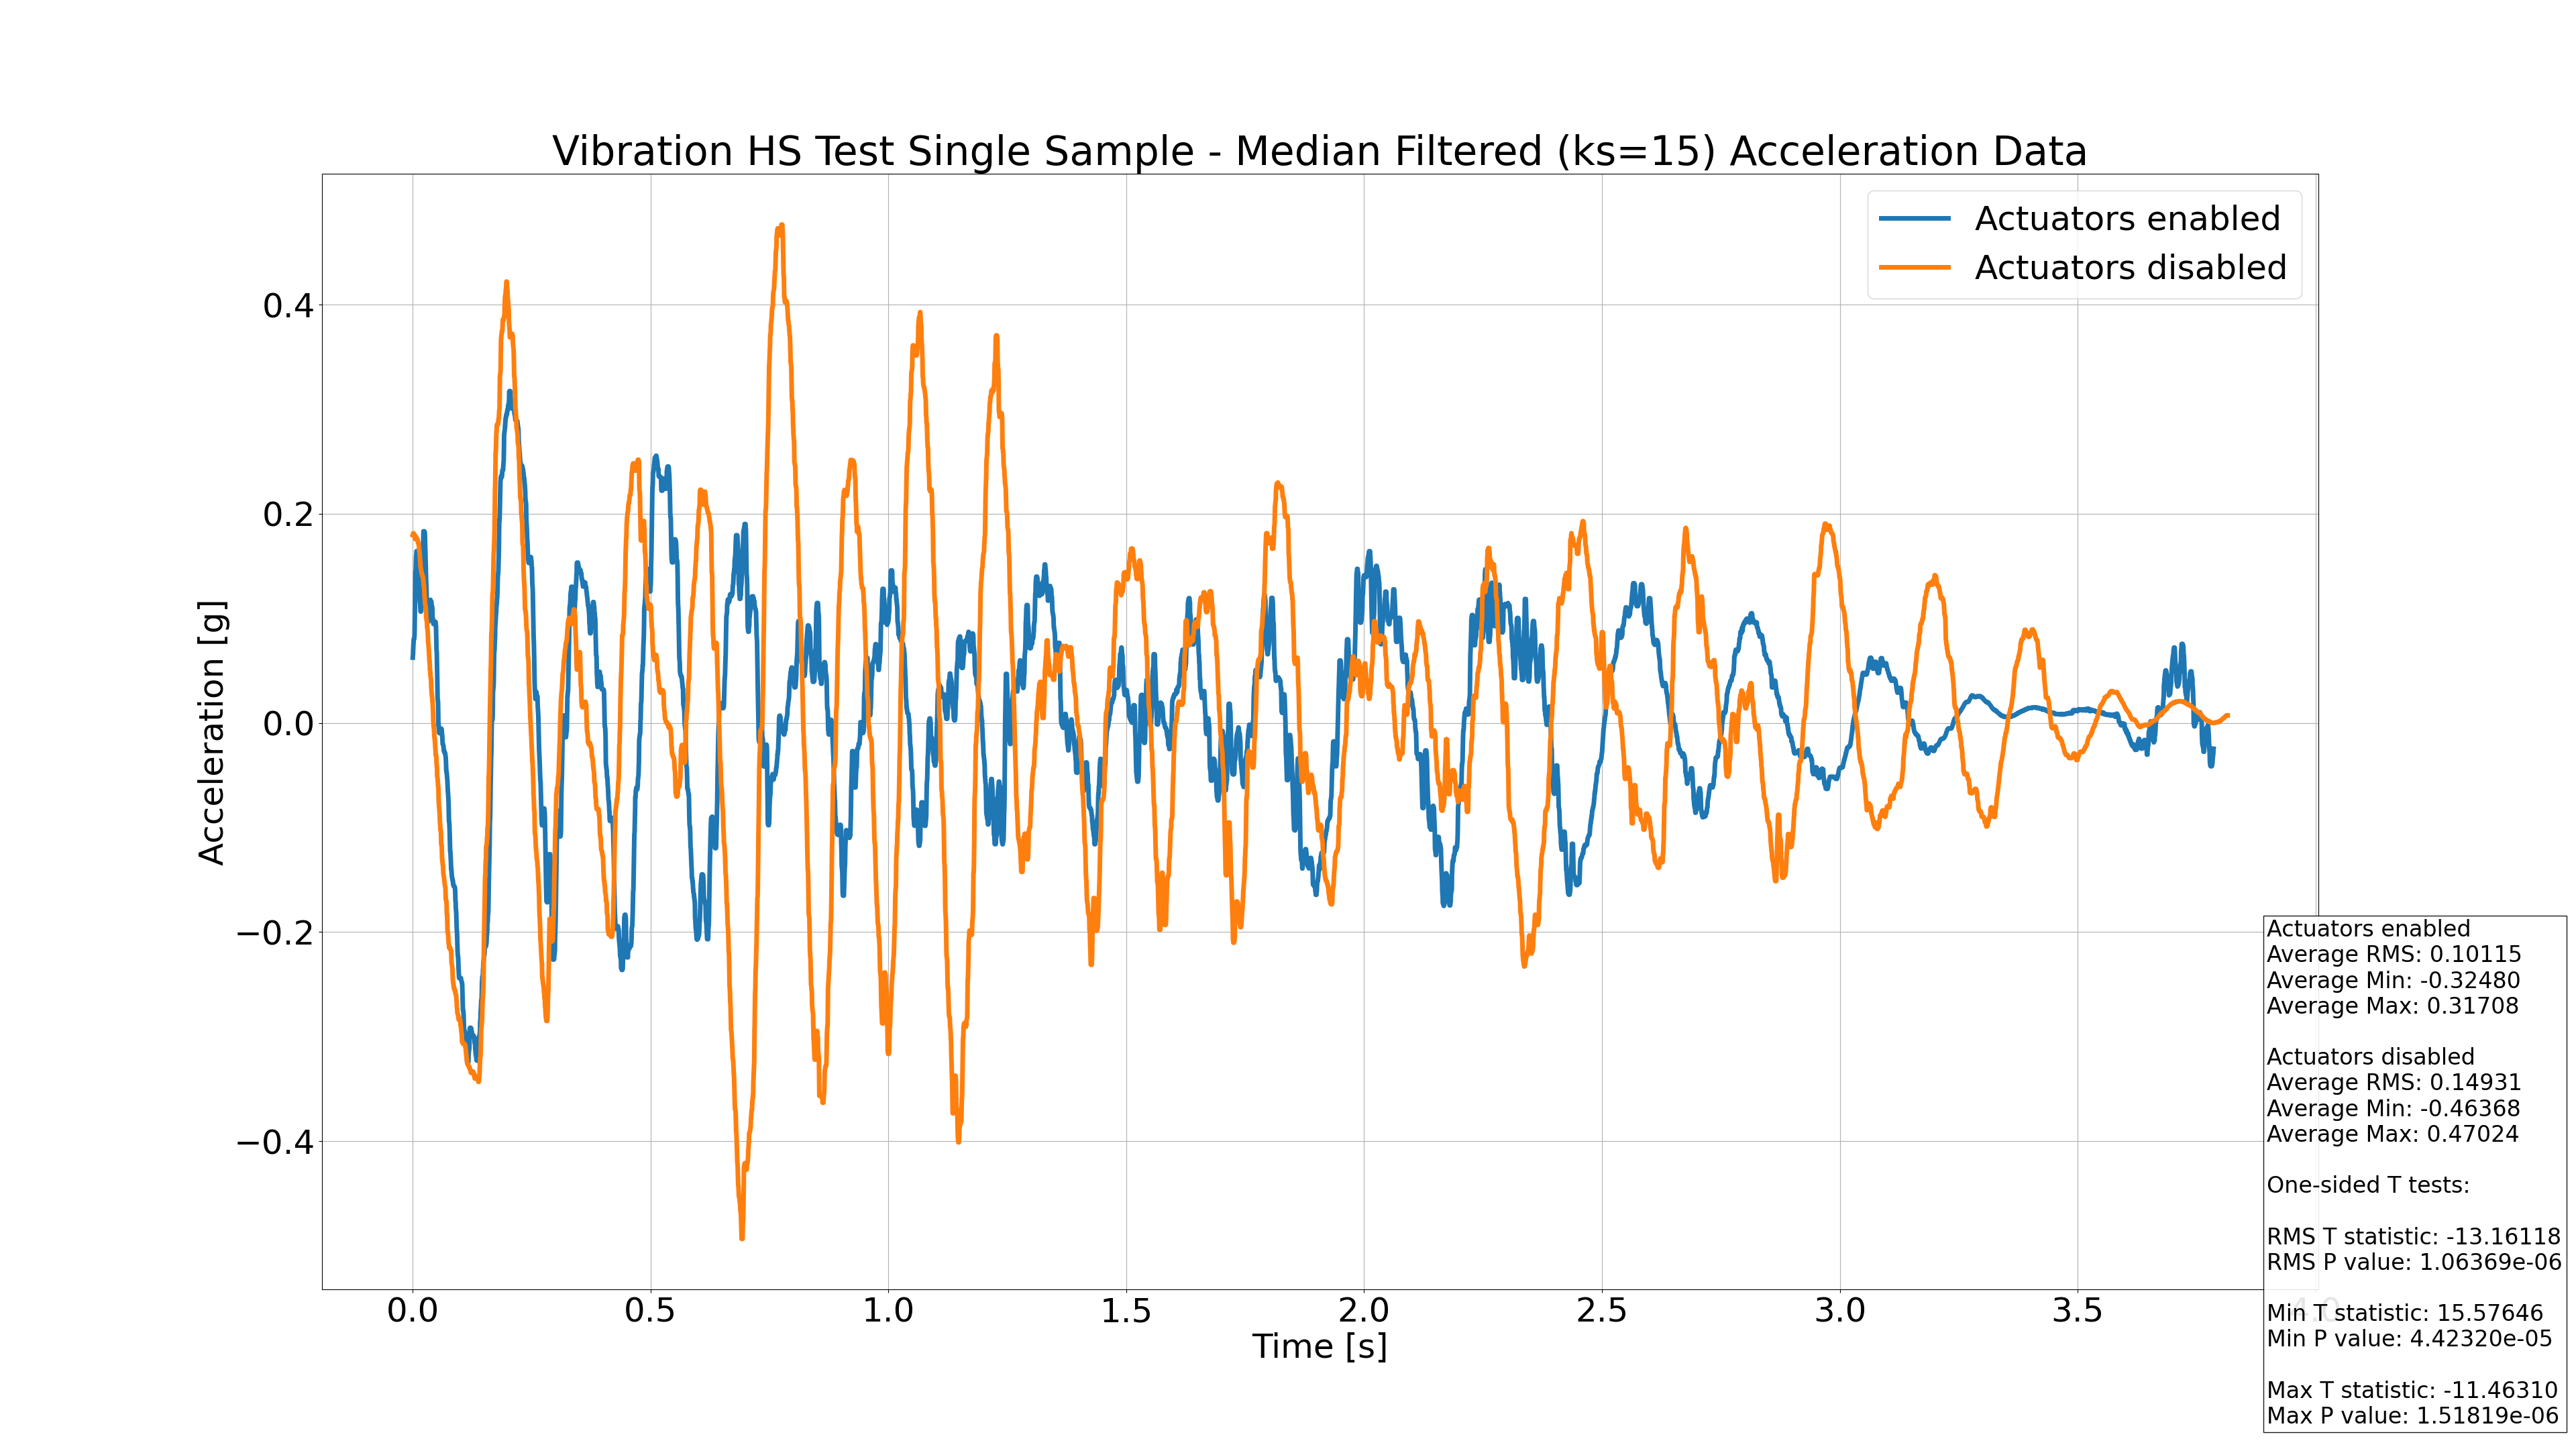 Vibration HS Test Single Sample - Median Filtered (ks=15) Acceleration Data
Actuators enabled
Actuators disabled
Acceleration [g]
0.4
0.2
0.0
−0.2
−0.4
0.0 0.5 1.0 1.5 2.0 2.5 3.0 3.5 4.0
Time [s]
Actuators enabled
Average RMS: 0.10115
Average Min: -0.32480
Average Max: 0.31708
Actuators disabled
Average RMS: 0.14931
Average Min: -0.46368
Average Max: 0.47024
One-sided T tests:
RMS T statistic: -13.16118
RMS P value: 1.06369e-06
Min T statistic: 15.57646
Min P value: 4.42320e-05
Max T statistic: -11.46310
Max P value: 1.51819e-06